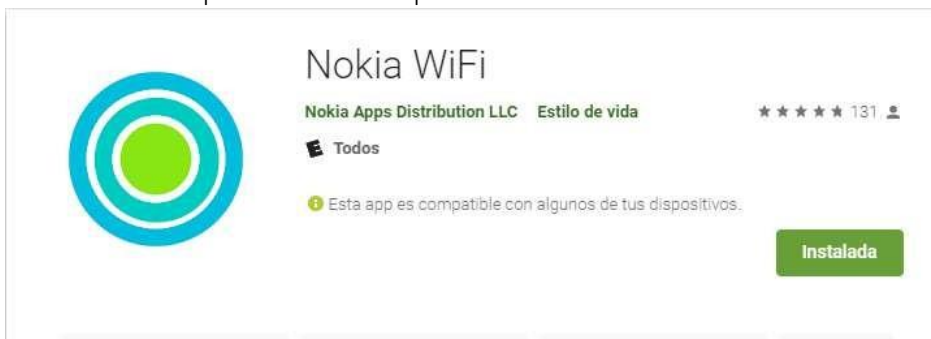 Nokia WiFi
Nokia Apps Distribution LLC Estilo de vida 131
E Todos
Esta app es compatible con algunos de tus dispositivos.
Instalada